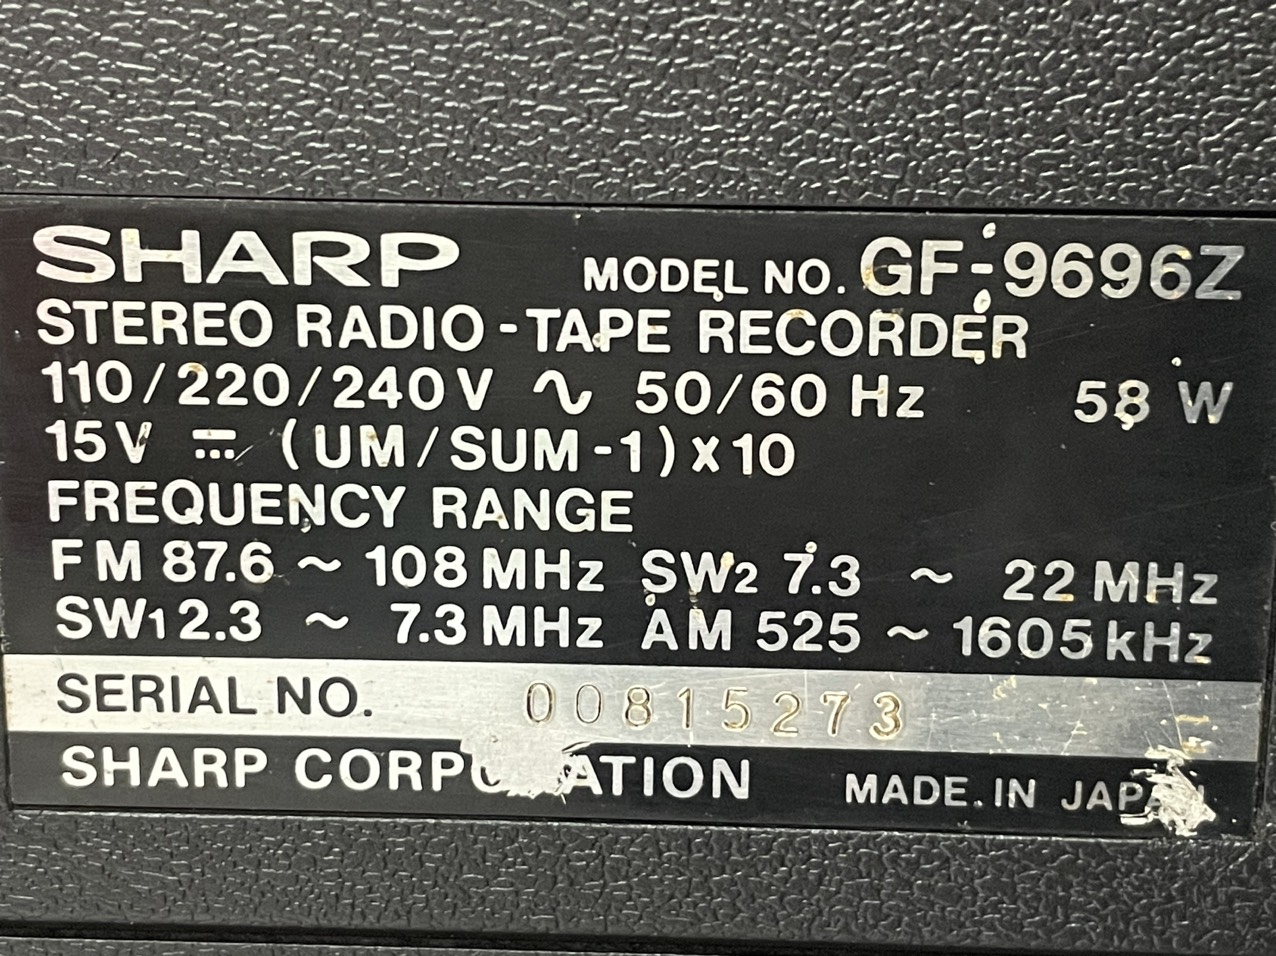 SHARP MODEL NO. GF-9696Z
STEREO RADIO-TAPE RECORDER
110/220/240V ∿ 50/60 Hz 58 W
15V ⎓ (UM/SUM-1)×10
FREQUENCY RANGE
FM 87.6 ~ 108 MHz SW2 7.3 ~ 22 MHz
SW1 2.3 ~ 7.3 MHz AM 525 ~ 1605 kHz
SERIAL NO. 00815273
SHARP CORPORATION MADE IN JAPAN